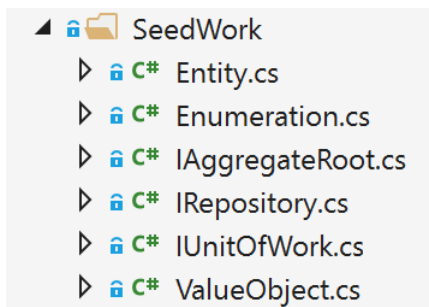 SeedWork
C# Entity.cs
C# Enumeration.cs
C# IAggregateRoot.cs
C# IRepository.cs
C# IUnitOfWork.cs
C# ValueObject.cs